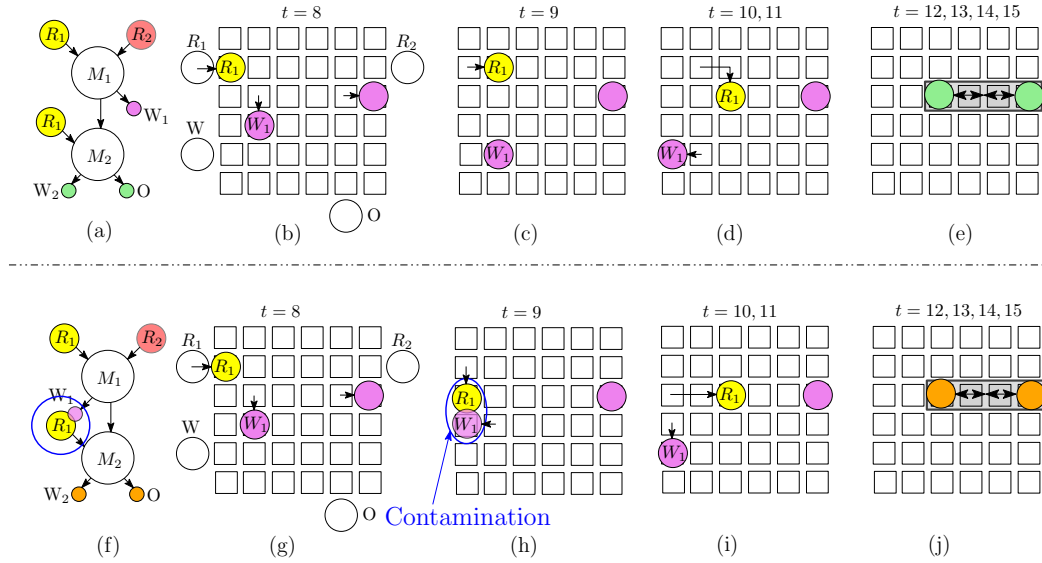 t = 8
t = 9
t = 10, 11
t = 12, 13, 14, 15
R₁
R₂
R₁
R₂
R₁
R₁
R₁
M₁
W₁
W₁
W
R₁
M₂
W₁
W₁
W₂
O
O
(a)
(b)
(c)
(d)
(e)
t = 8
t = 9
t = 10, 11
t = 12, 13, 14, 15
R₁
R₂
R₁
R₂
R₁
M₁
W₁
R₁
R₁
R₁
W₁
W₁
W
M₂
W₁
W₂
O
O
Contamination
(f)
(g)
(h)
(i)
(j)